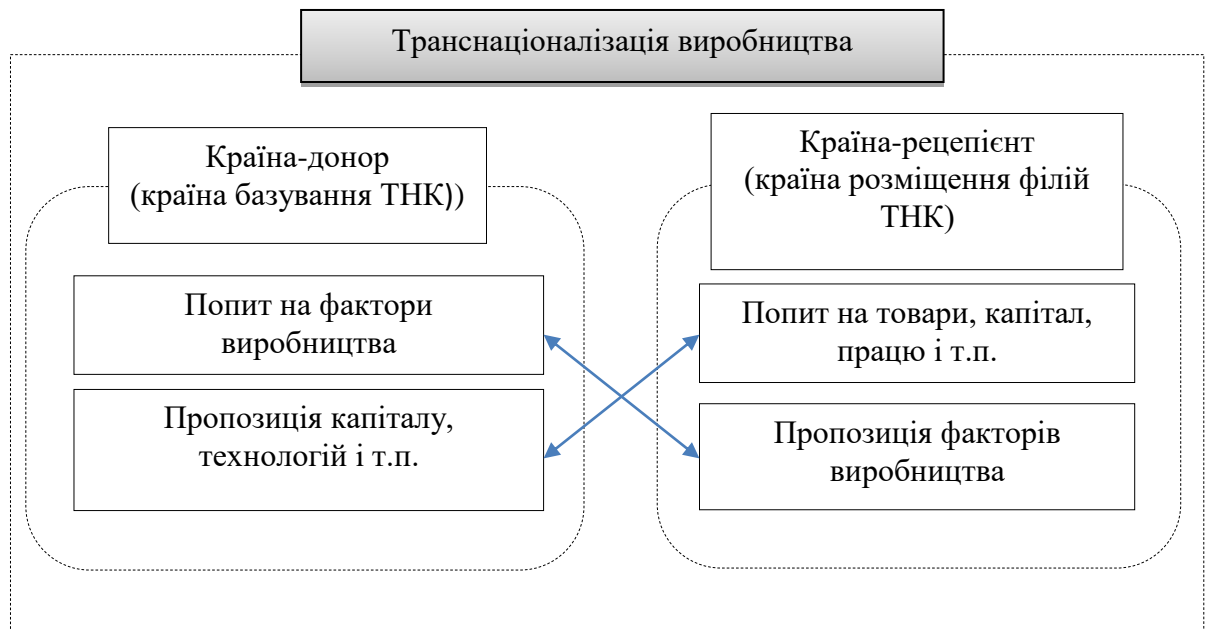 Транснаціоналізація виробництва
Країна-донор
(країна базування ТНК))
Попит на фактори
виробництва
Пропозиція капіталу,
технологій і т.п.
Країна-рецепієнт
(країна розміщення філій
ТНК)
Попит на товари, капітал,
працю і т.п.
Пропозиція факторів
виробництва